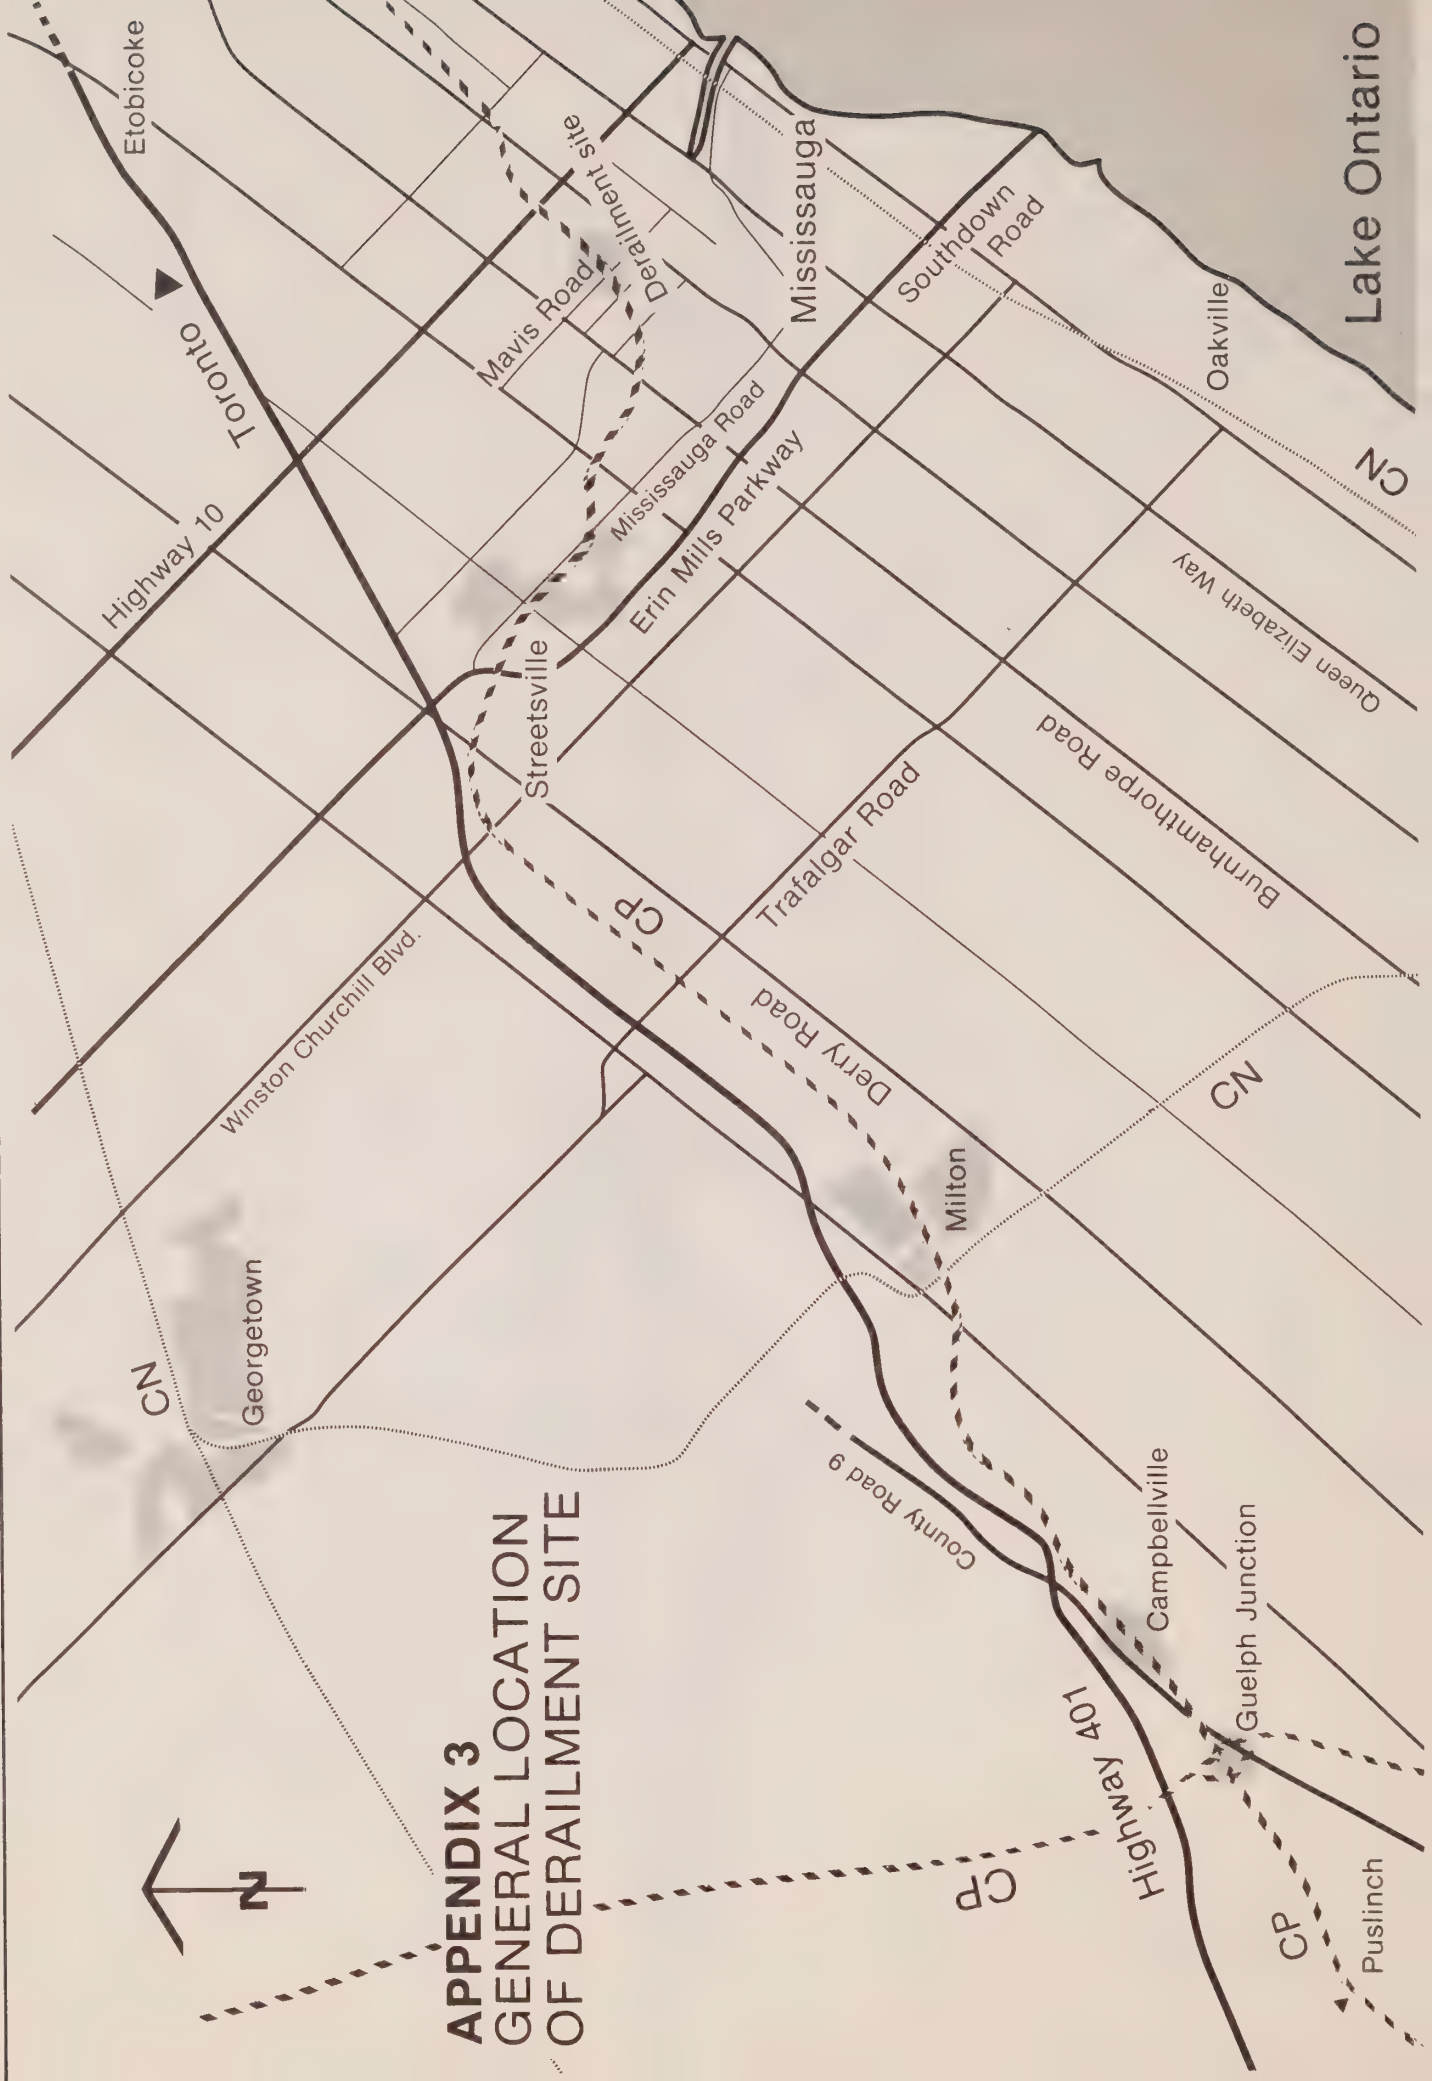 APPENDIX 3
GENERAL LOCATION
OF DERAILMENT SITE
N
CN
Georgetown
Winston Churchill Blvd.
Highway 10
Toronto
Etobicoke
Mavis Road
Derailment site
Mississauga
Mississauga Road
Erin Mills Parkway
Southdown
Road
Streetsville
Trafalgar Road
CP
Derry Road
Burnhamthorpe Road
Queen Elizabeth Way
Oakville
CN
Lake Ontario
CN
Milton
County Road 9
Campbellville
Guelph Junction
Highway 401
CP
CP
Puslinch